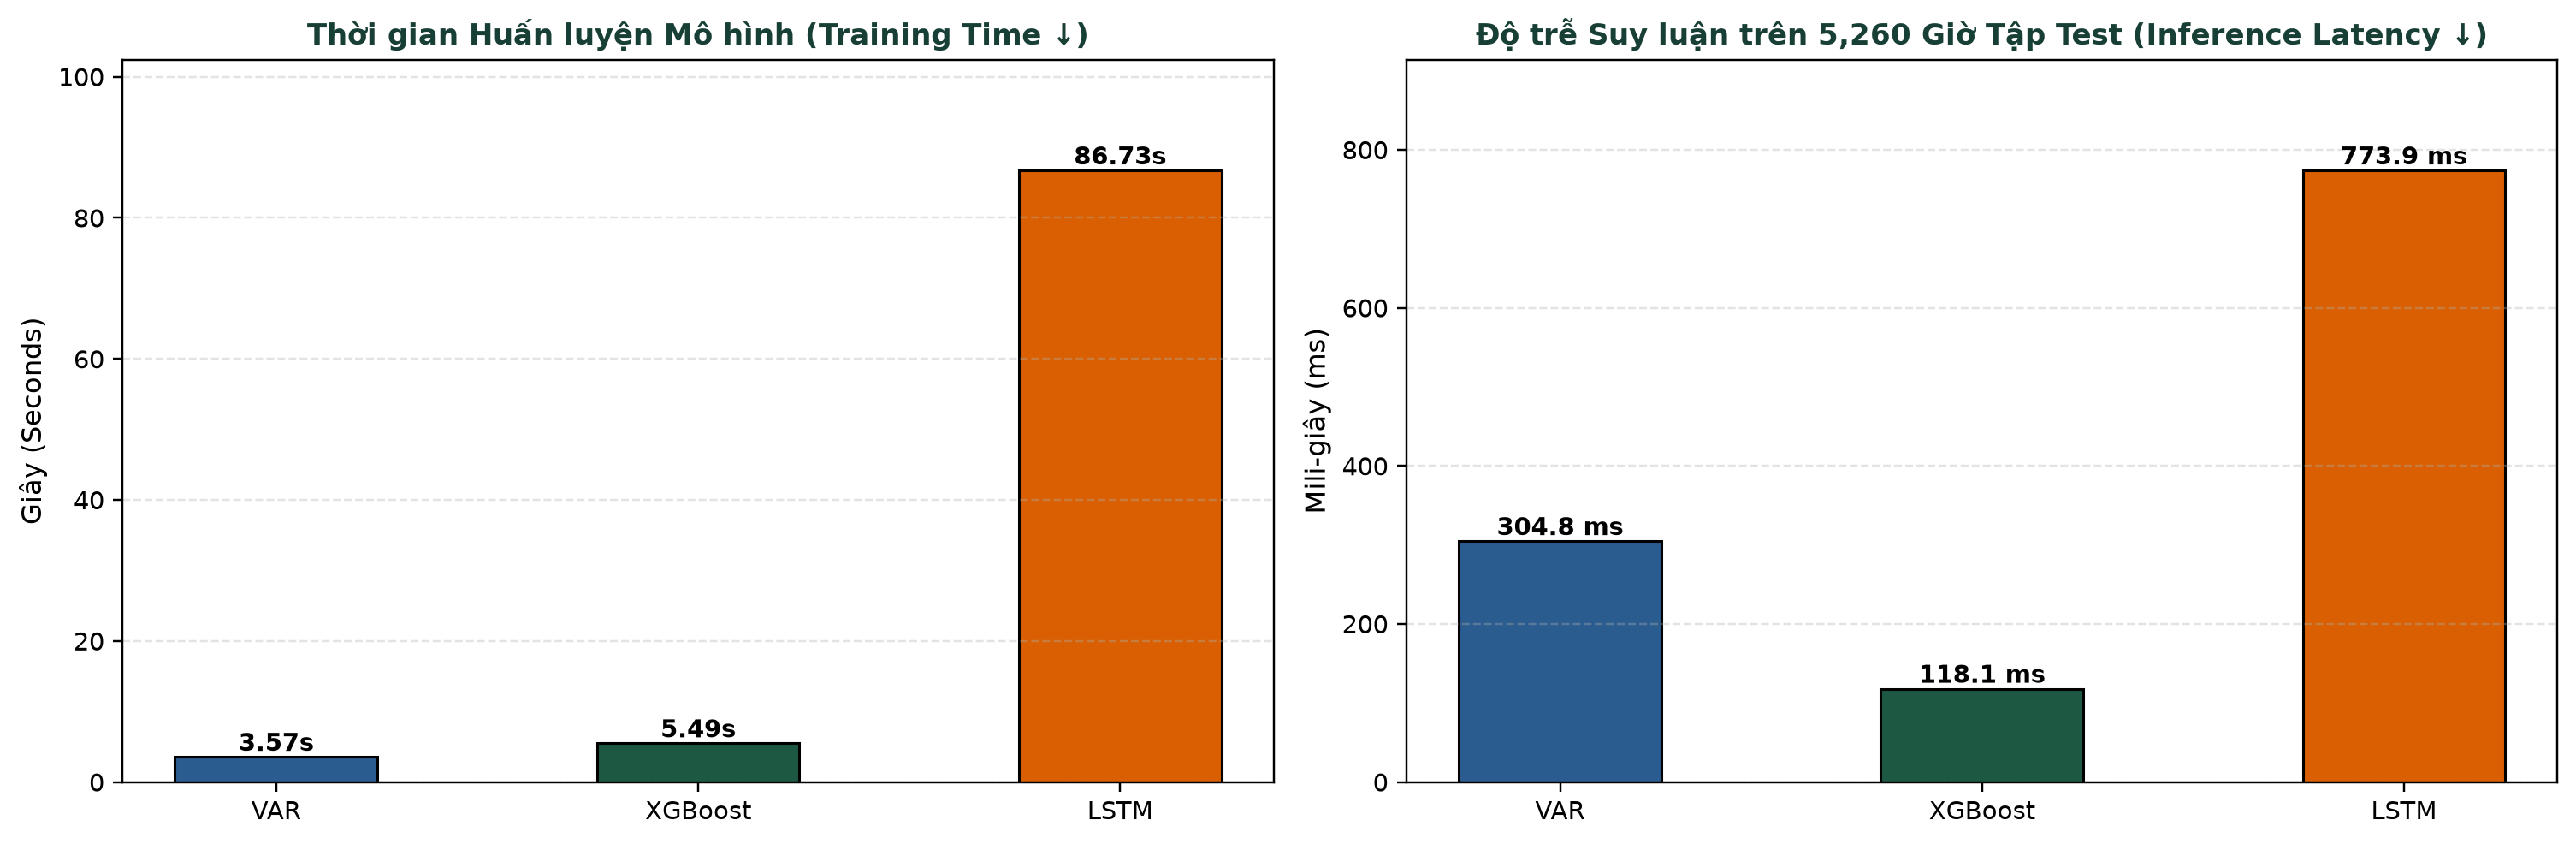 Thời gian Huấn luyện Mô hình (Training Time ↓)
Giây (Seconds)
100
80
60
40
20
0
3.57s
5.49s
86.73s
VAR
XGBoost
LSTM
Độ trễ Suy luận trên 5,260 Giờ Tập Test (Inference Latency ↓)
Mili-giây (ms)
800
600
400
200
0
304.8 ms
118.1 ms
773.9 ms
VAR
XGBoost
LSTM